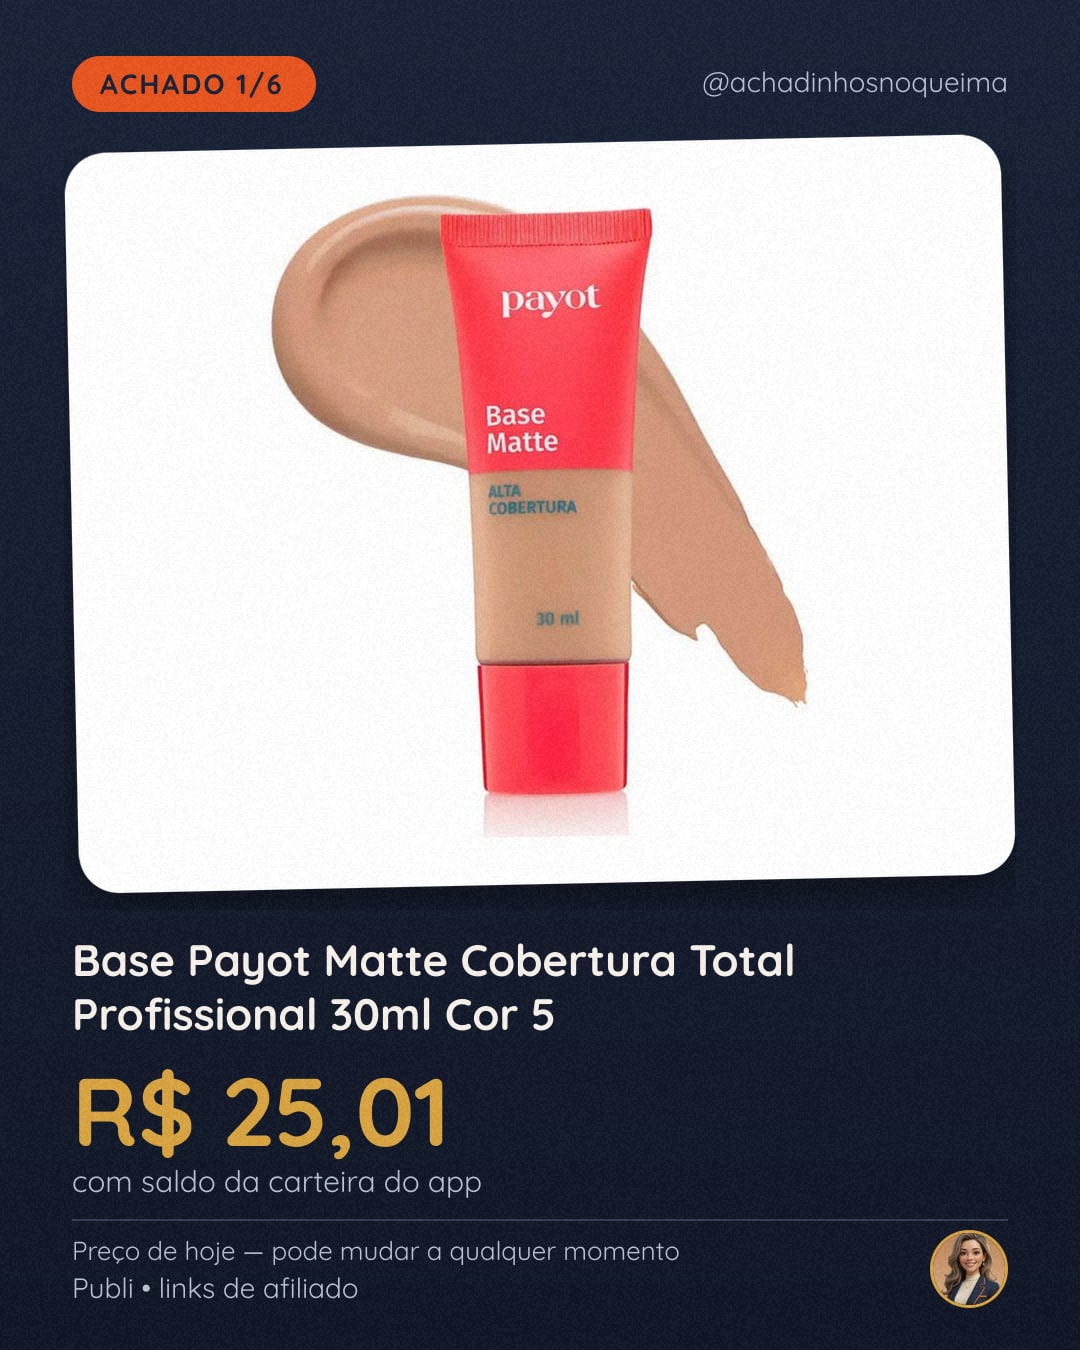 ACHADO 1/6
@achadinhosnoqueima
payot
Base
Matte
ALTA
COBERTURA
30 ml
Base Payot Matte Cobertura Total
Profissional 30ml Cor 5
R$ 25,01
com saldo da carteira do app
Preço de hoje — pode mudar a qualquer momento
Publi • links de afiliado